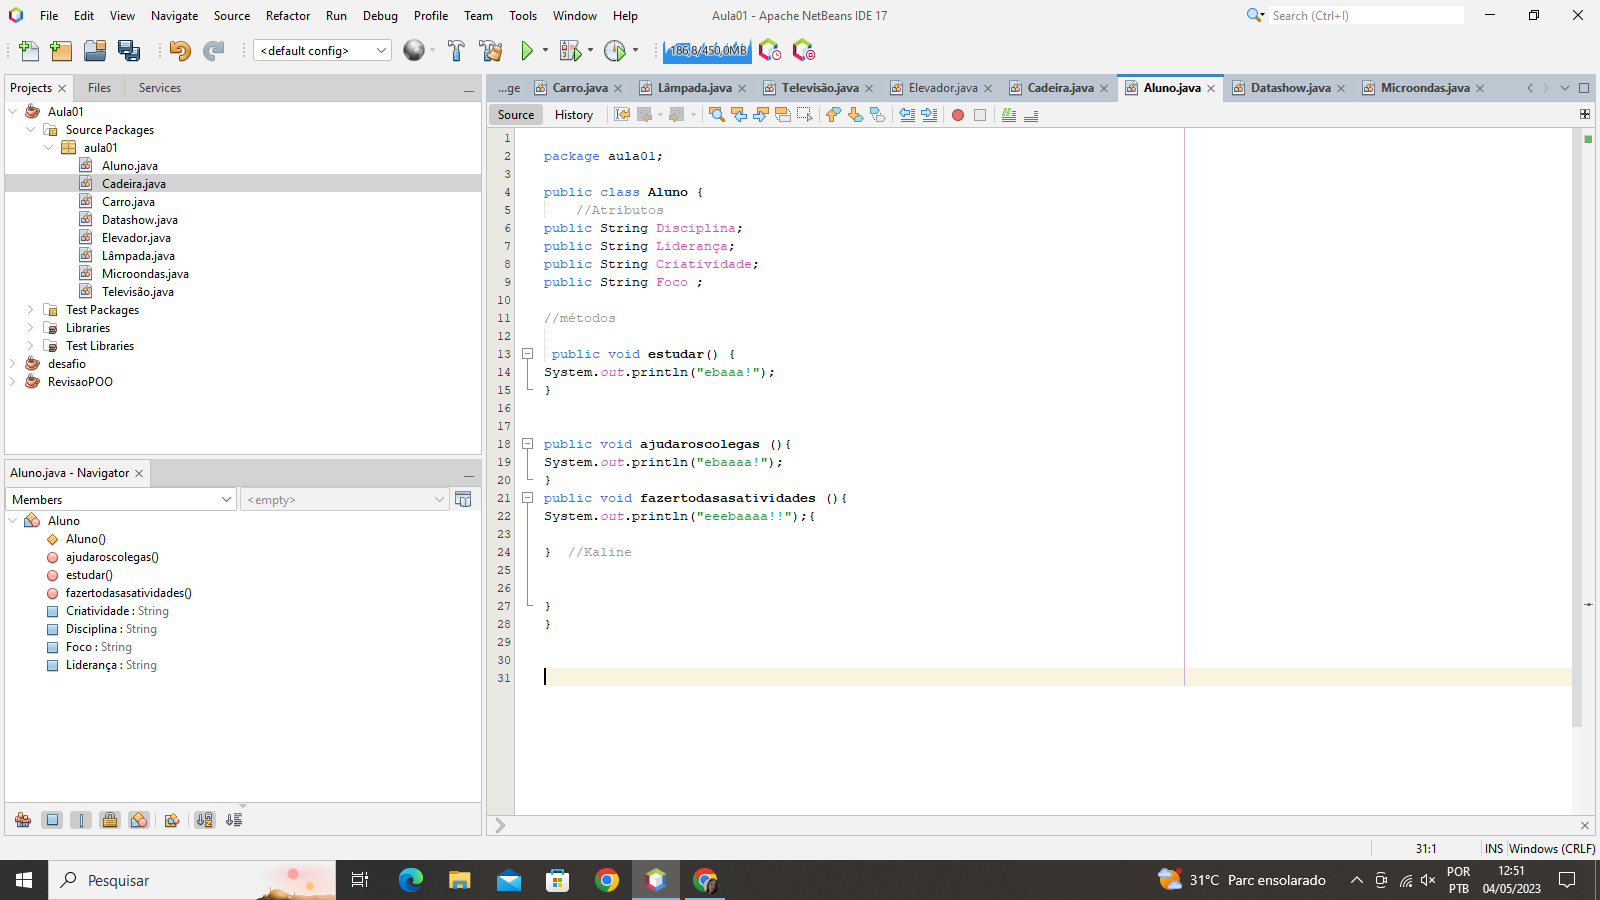 File Edit View Navigate Source Refactor Run Debug Profile Team Tools Window Help
Aula01 - Apache NetBeans IDE 17
Search (Ctrl+I)
<default config>
186,8/450,0MB
Projects Files Services
Aula01
Source Packages
aula01
Aluno.java
Cadeira.java
Carro.java
Datashow.java
Elevador.java
Lâmpada.java
Microondas.java
Televisão.java
Test Packages
Libraries
Test Libraries
desafio
RevisaoPOO
Aluno.java - Navigator
Members
<empty>
Aluno
Aluno()
ajudaroscolegas()
estudar()
fazertodasasatividades()
Criatividade : String
Disciplina : String
Foco : String
Liderança : String
...ge Carro.java Lâmpada.java Televisão.java Elevador.java Cadeira.java Aluno.java Datashow.java Microondas.java
Source History
1
2 package aula01;
3
4 public class Aluno {
5 //Atributos
6 public String Disciplina;
7 public String Liderança;
8 public String Criatividade;
9 public String Foco ;
10
11 //métodos
12
13 public void estudar() {
14 System.out.println("ebaaa!");
15 }
16
17
18 public void ajudaroscolegas (){
19 System.out.println("ebaaaa!");
20 }
21 public void fazertodasasatividades (){
22 System.out.println("eeebaaaa!!");{
23
24 } //Kaline
25
26
27 }
28 }
29
30
31
31:1 INS Windows (CRLF)
Pesquisar
31°C Parc ensolarado
POR
PTB
12:51
04/05/2023